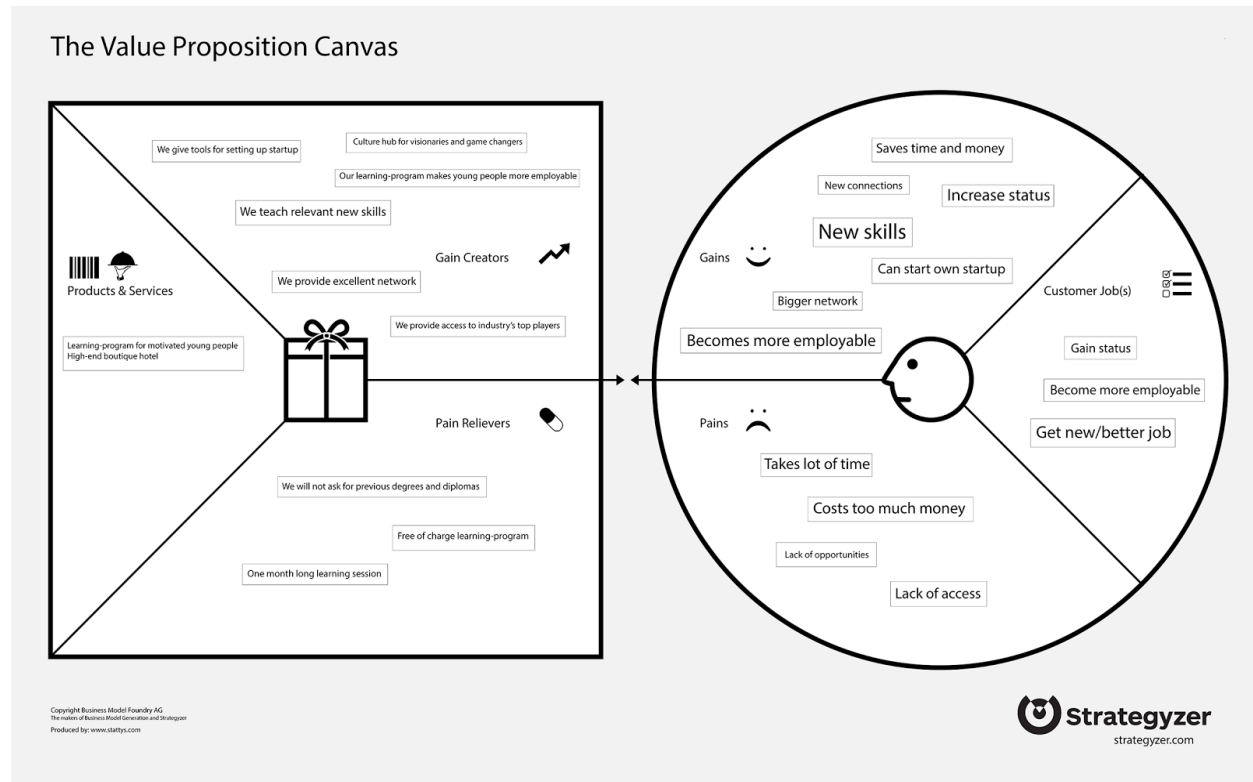 The Value Proposition Canvas
We give tools for setting up startup
Culture hub for visionaries and game changers
Our learning-program makes young people more employable
We teach relevant new skills
Gain Creators
We provide excellent network
We provide access to industry's top players
Products & Services
Learning-program for motivated young people
High-end boutique hotel
Pain Relievers
We will not ask for previous degrees and diplomas
Free of charge learning-program
One month long learning session
Saves time and money
New connections
Increase status
New skills
Gains
Can start own startup
Bigger network
Becomes more employable
Customer Job(s)
Gain status
Become more employable
Get new/better job
Pains
Takes lot of time
Costs too much money
Lack of opportunities
Lack of access
Copyright Business Model Foundry AG
The makers of Business Model Generation and Strategyzer
Produced by: www.stattys.com
Strategyzer
strategyzer.com